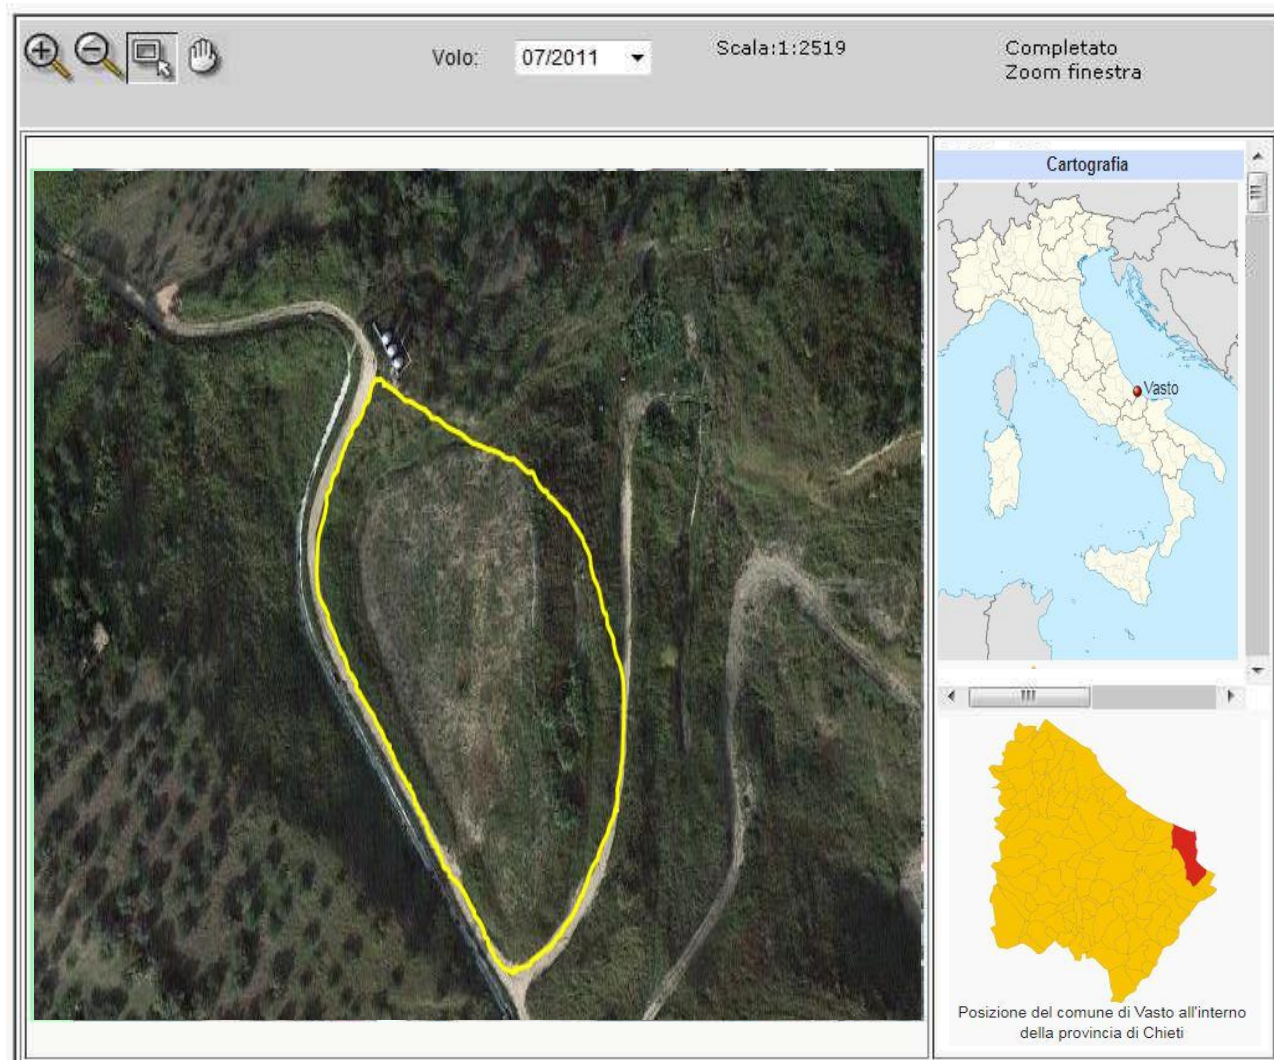 Volo:
07/2011
Scala:1:2519
Completato
Zoom finestra
Cartografia
Vasto
Posizione del comune di Vasto all'interno
della provincia di Chieti